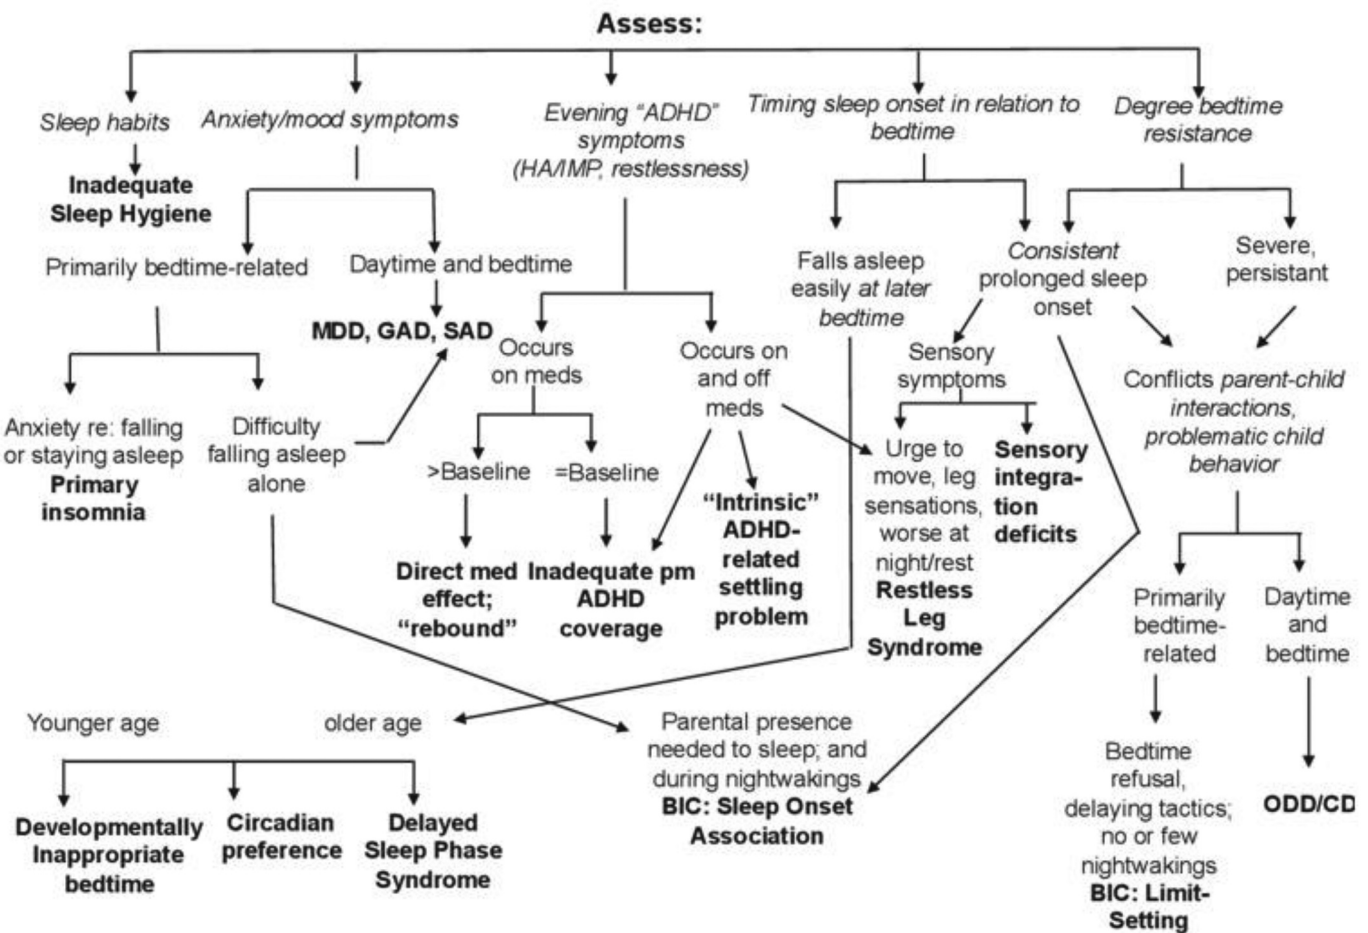 Assess:
Sleep habits
Inadequate
Sleep Hygiene
Anxiety/mood symptoms
Primarily bedtime-related
Daytime and bedtime
MDD, GAD, SAD
Anxiety re: falling
or staying asleep
Primary
insomnia
Difficulty
falling asleep
alone
Evening “ADHD”
symptoms
(HA/IMP, restlessness)
Occurs
on meds
Occurs on
and off
meds
>Baseline
=Baseline
Direct med
effect;
“rebound”
Inadequate pm
ADHD
coverage
“Intrinsic”
ADHD-
related
settling
problem
Timing sleep onset in relation to
bedtime
Falls asleep
easily at later
bedtime
Consistent
prolonged sleep
onset
Sensory
symptoms
Urge to
move, leg
sensations,
worse at
night/rest
Restless
Leg
Syndrome
Sensory
integra-
tion
deficits
Degree bedtime
resistance
Severe,
persistant
Conflicts parent-child
interactions,
problematic child
behavior
Primarily
bedtime-
related
Daytime
and
bedtime
Bedtime
refusal,
delaying tactics;
no or few
nightwakings
BIC: Limit-
Setting
ODD/CD
Younger age
older age
Developmentally
Inappropriate
bedtime
Circadian
preference
Delayed
Sleep Phase
Syndrome
Parental presence
needed to sleep; and
during nightwakings
BIC: Sleep Onset
Association